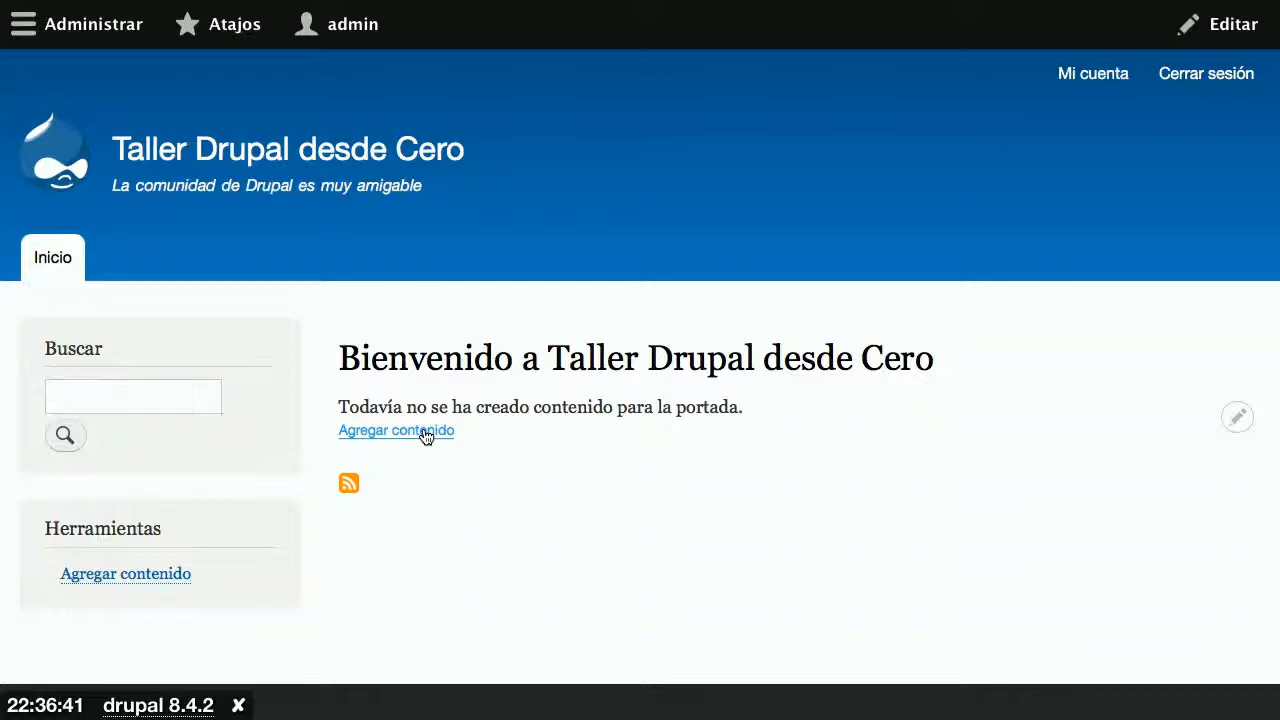 Administrar Atajos admin Editar
Mi cuenta Cerrar sesión
Taller Drupal desde Cero
La comunidad de Drupal es muy amigable
Inicio
Buscar
Bienvenido a Taller Drupal desde Cero
Todavía no se ha creado contenido para la portada.
Agregar contenido
Herramientas
Agregar contenido
22:36:41 drupal 8.4.2 ✘